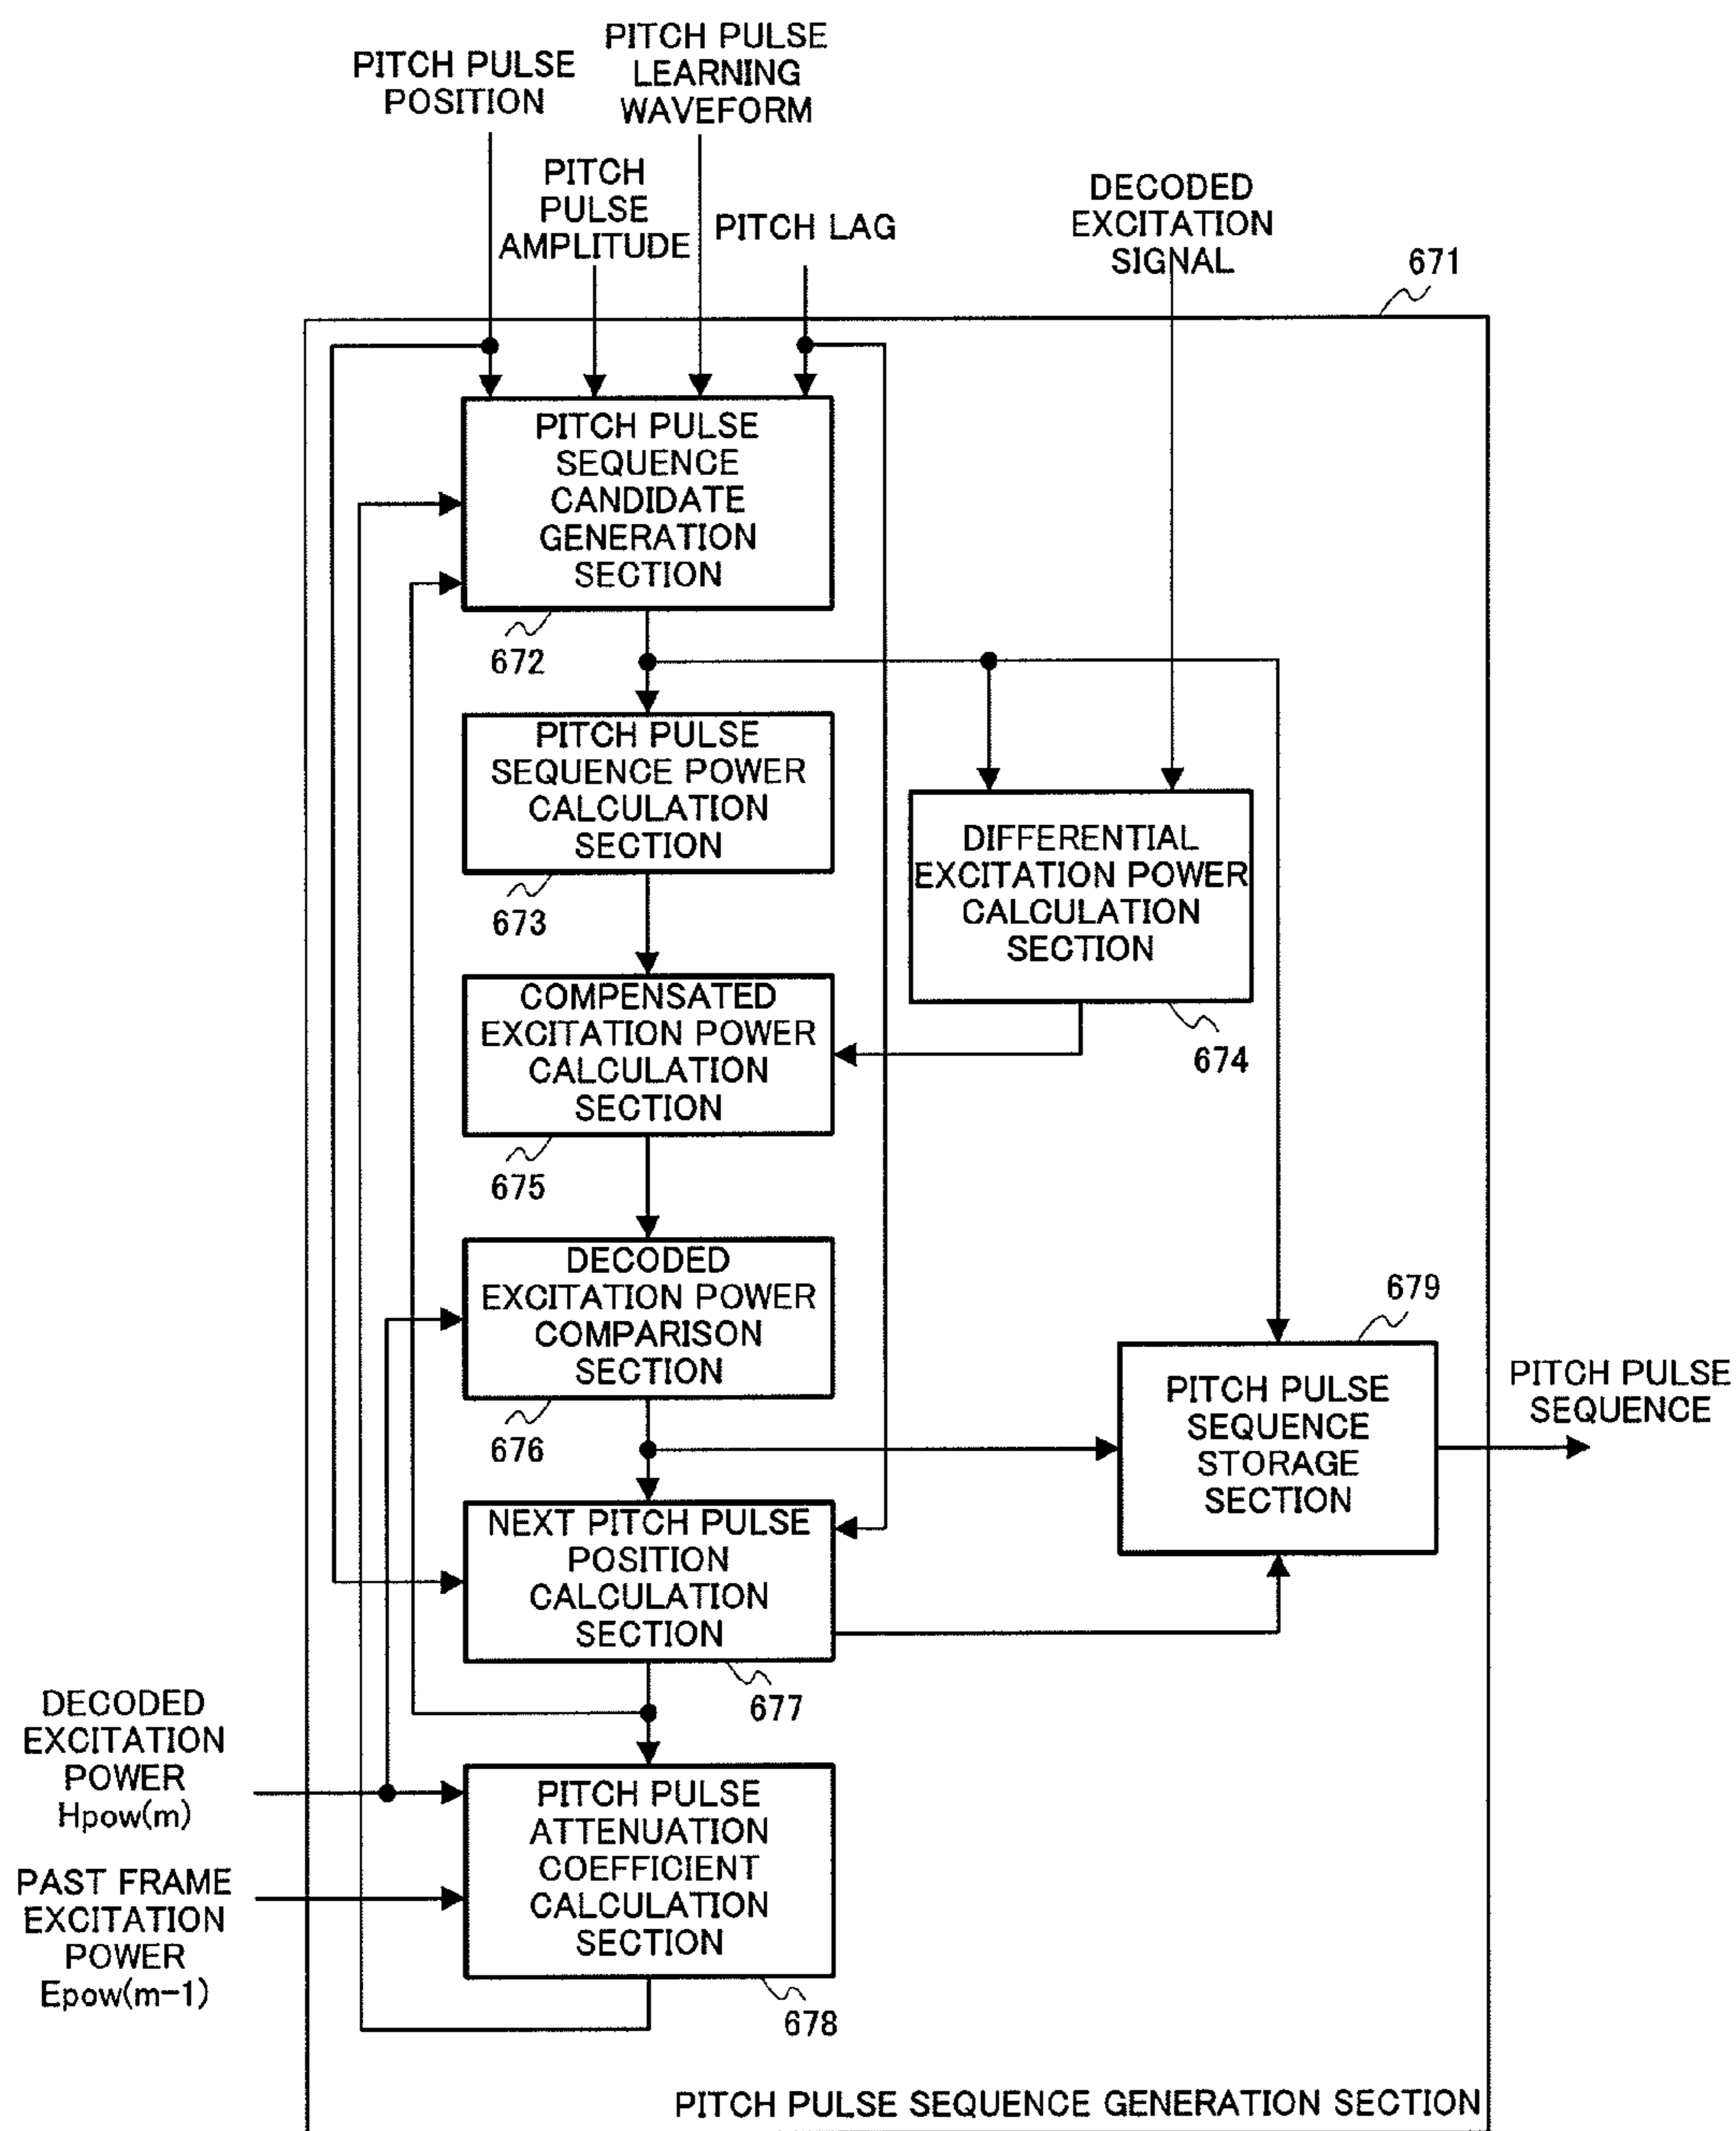 PITCH PULSE
POSITION
PITCH PULSE
LEARNING
WAVEFORM
PITCH
PULSE
AMPLITUDE
PITCH LAG
DECODED
EXCITATION
SIGNAL
671
PITCH PULSE
SEQUENCE
CANDIDATE
GENERATION
SECTION
672
PITCH PULSE
SEQUENCE POWER
CALCULATION
SECTION
673
DIFFERENTIAL
EXCITATION POWER
CALCULATION
SECTION
674
COMPENSATED
EXCITATION POWER
CALCULATION
SECTION
675
DECODED
EXCITATION POWER
COMPARISON
SECTION
676
679
PITCH PULSE
SEQUENCE
STORAGE
SECTION
PITCH PULSE
SEQUENCE
NEXT PITCH PULSE
POSITION
CALCULATION
SECTION
677
DECODED
EXCITATION
POWER
Hpow(m)
PAST FRAME
EXCITATION
POWER
Epow(m-1)
PITCH PULSE
ATTENUATION
COEFFICIENT
CALCULATION
SECTION
678
PITCH PULSE SEQUENCE GENERATION SECTION